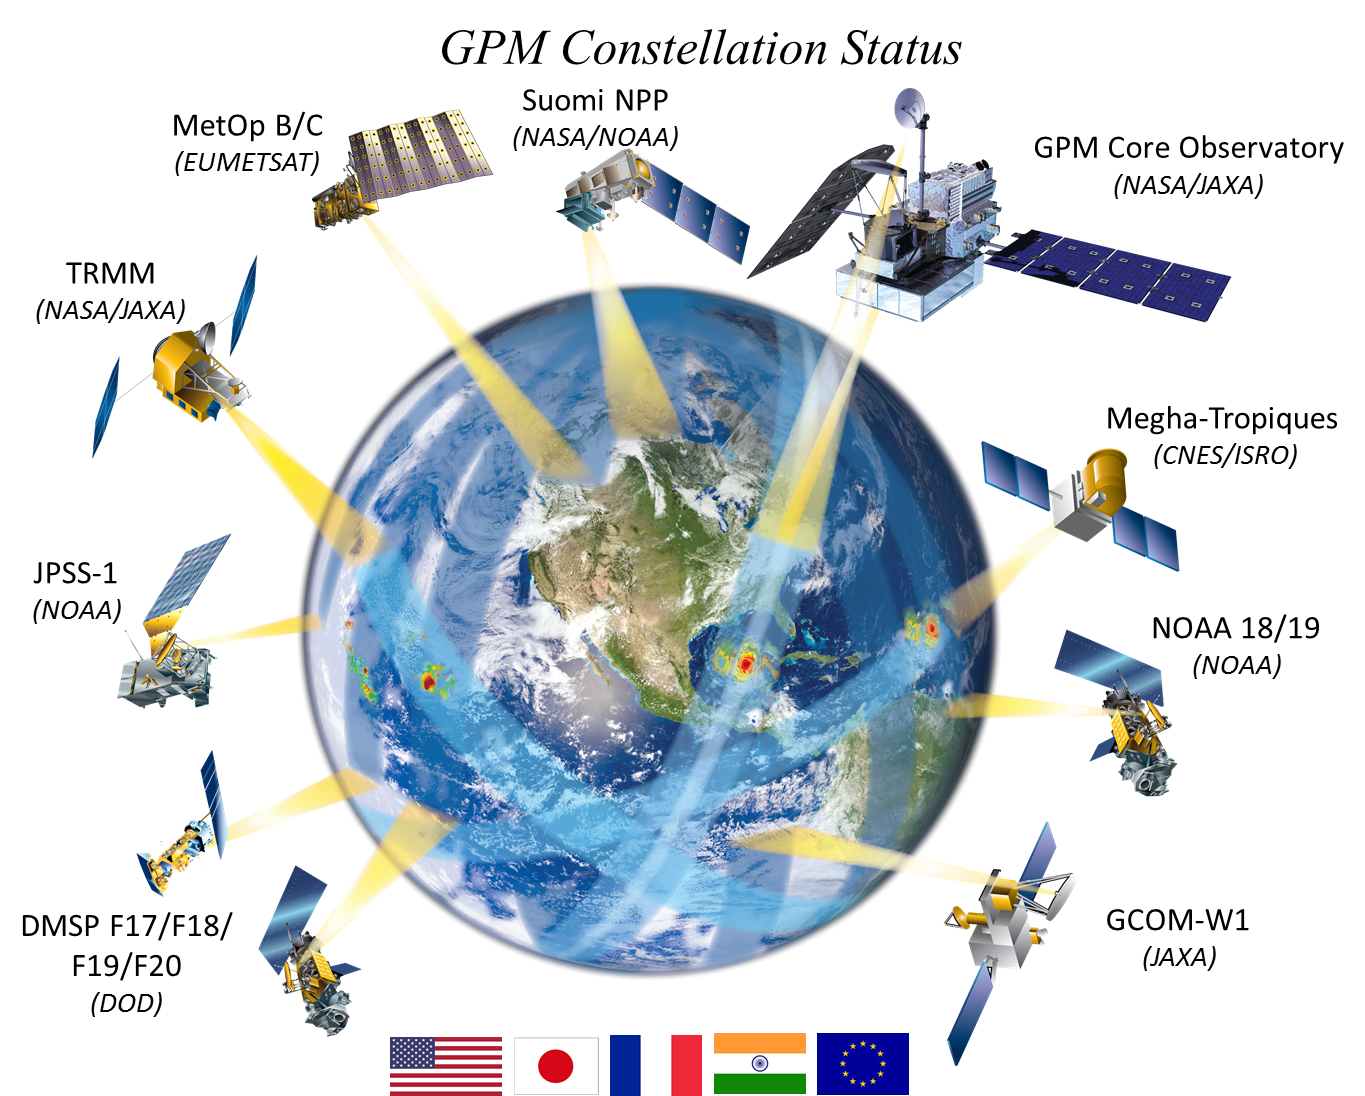 GPM Constellation Status
MetOp B/C
(EUMETSAT)
Suomi NPP
(NASA/NOAA)
GPM Core Observatory
(NASA/JAXA)
TRMM
(NASA/JAXA)
Megha-Tropiques
(CNES/ISRO)
JPSS-1
(NOAA)
NOAA 18/19
(NOAA)
DMSP F17/F18/
F19/F20
(DOD)
GCOM-W1
(JAXA)